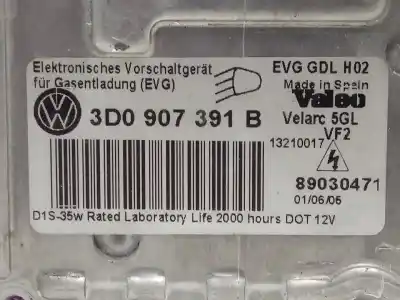 Elektronisches Vorschaltgerät
für Gasentladung (EVG)
EVG GDL H02
Made in Spain
Valeo
Velarc 5GL
VF2
3D0 907 391 B
13210017
89030471
01/06/05
D1S-35w Rated Laboratory Life 2000 hours DOT 12V